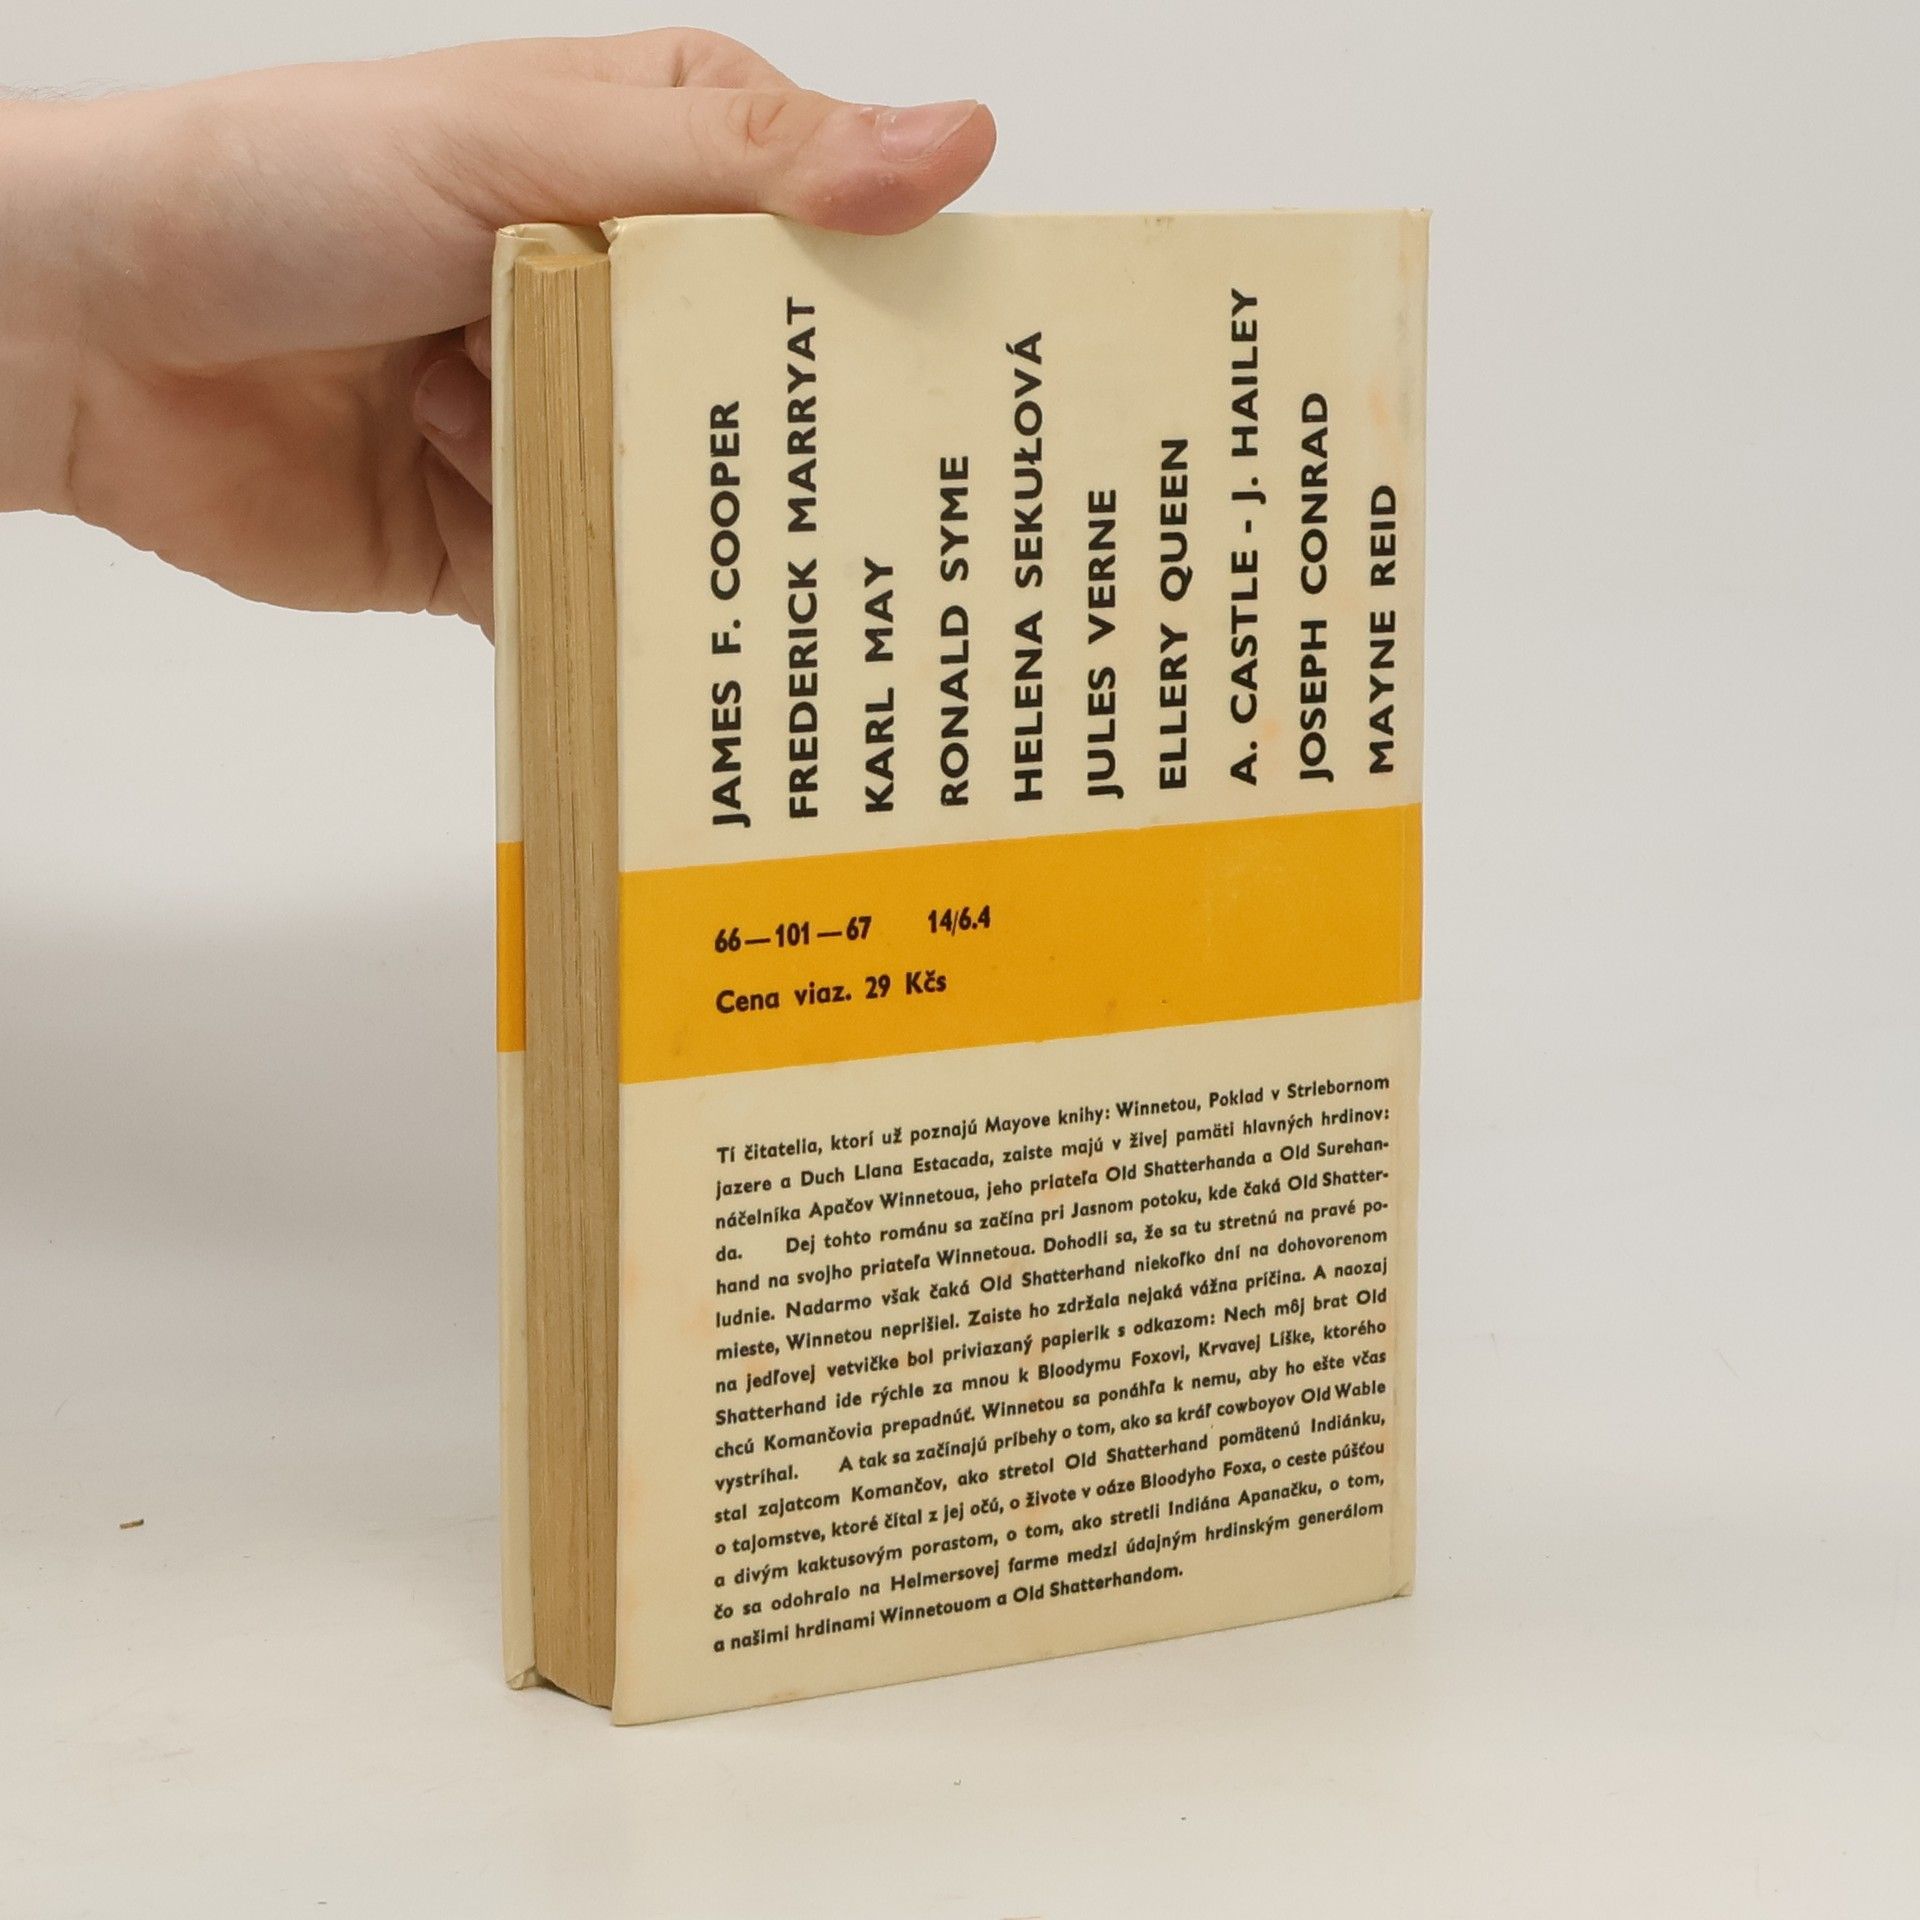 JAMES F. COOPER
FREDERICK MARRYAT
KARL MAY
RONALD SYME
HELENA SEKUŁOVÁ
JULES VERNE
ELLERY QUEEN
A. CASTLE - J. HAILEY
JOSEPH CONRAD
MAYNE REID
66—101—67 14/6.4
Cena viaz. 29 Kčs
Tí čitatelia, ktorí už poznajú Mayove knihy: Winnetou, Poklad v Striebornom
jazere a Duch Llana Estacada, zaiste majú v živej pamäti hlavných hrdinov:
náčelníka Apačov Winnetoua, jeho priateľa Old Shatterhanda a Old Surehan-
da. Dej tohto románu sa začína pri Jasnom potoku, kde čaká Old Shatter-
hand na svojho priateľa Winnetoua. Dohodli sa, že sa tu stretnú na pravé po-
ludnie. Nadarmo však čaká Old Shatterhand niekoľko dní na dohovorenom
mieste, Winnetou neprišiel. Zaiste ho zdržala nejaká vážna príčina. A naozaj
na jedľovej vetvičke bol priviazaný papierik s odkazom: Nech môj brat Old
Shatterhand ide rýchle za mnou k Bloodymu Foxovi, Krvavej Líške, ktorého
chcú Komančovia prepadnúť. Winnetou sa ponáhľa k nemu, aby ho ešte včas
vystríhal. A tak sa začínajú príbehy o tom, ako sa kráľ cowboyov Old Wable
stal zajatcom Komančov, ako stretol Old Shatterhand pomätenú Indiánku,
o tajomstve, ktoré čítal z jej očú, o živote v oáze Bloodyho Foxa, o ceste púšťou
a divým kaktusovým porastom, o tom, ako stretli Indiána Apanačku, o tom,
čo sa odohralo na Helmersovej farme medzi údajným hrdinským generálom
a našimi hrdinami Winnetouom a Old Shatterhandom.